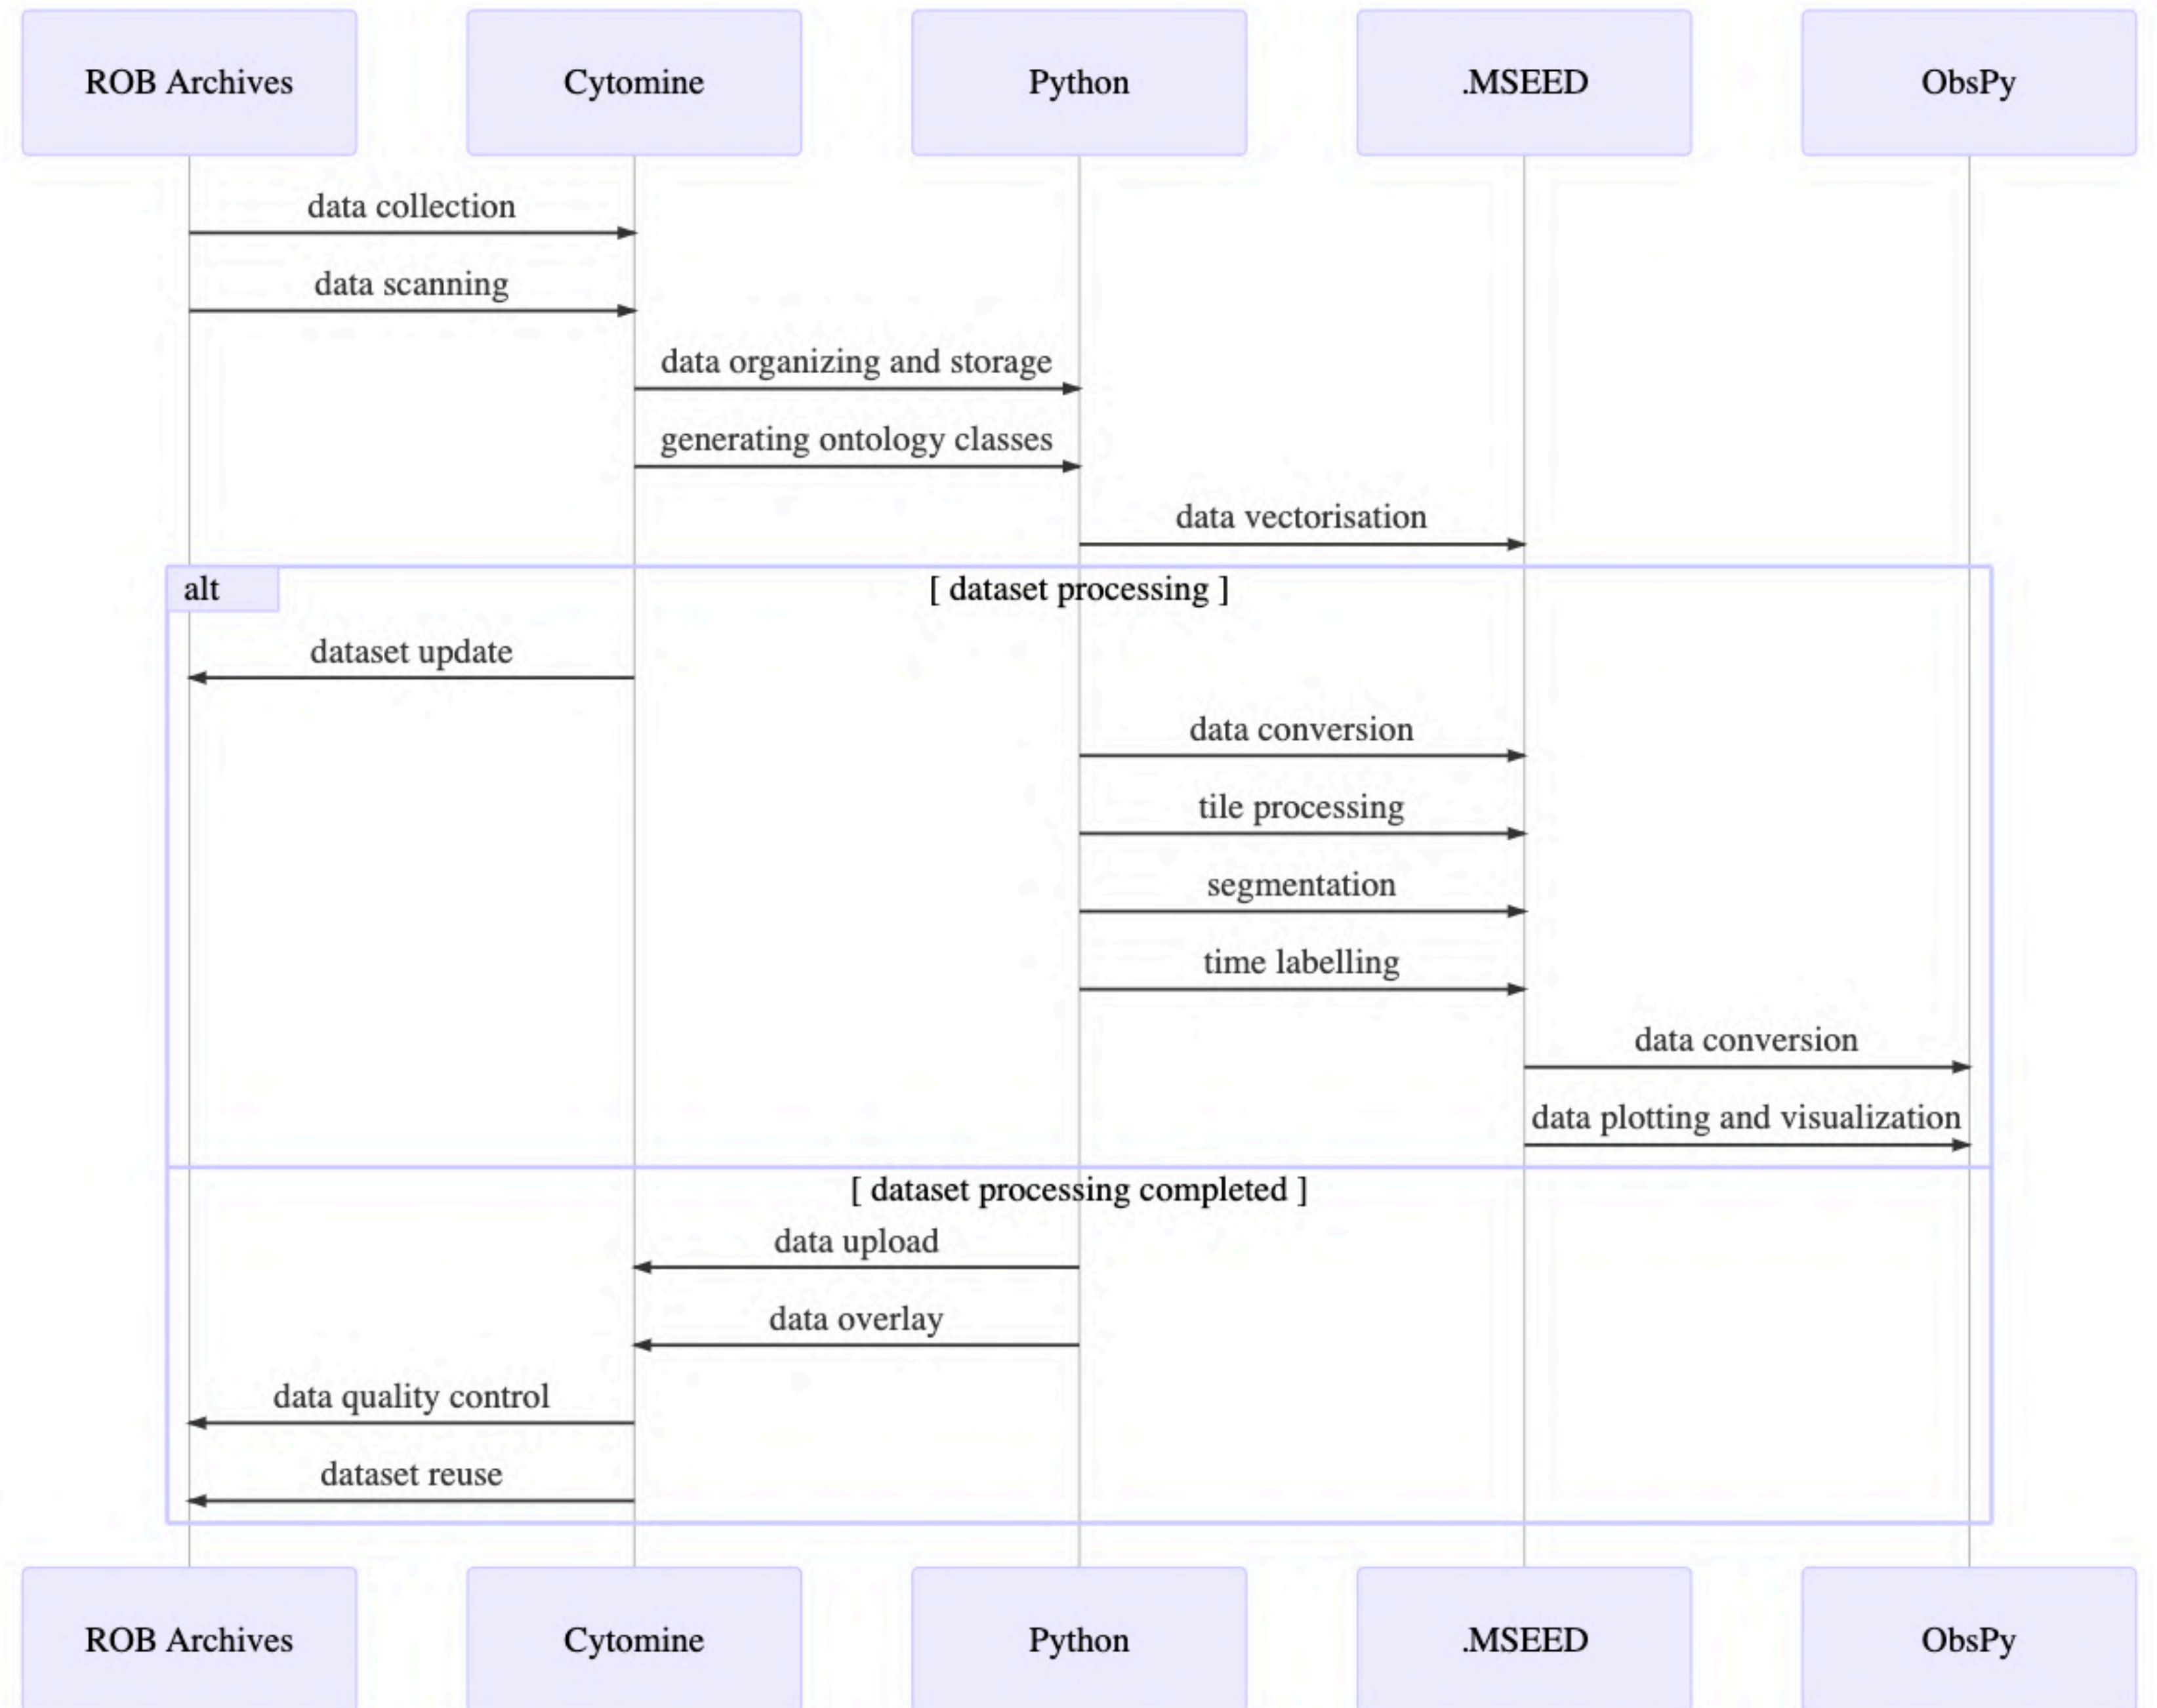 ROB Archives
Cytomine
Python
.MSEED
ObsPy
data collection
data scanning
data organizing and storage
generating ontology classes
data vectorisation
alt
[ dataset processing ]
dataset update
data conversion
tile processing
segmentation
time labelling
data conversion
data plotting and visualization
[ dataset processing completed ]
data upload
data overlay
data quality control
dataset reuse
ROB Archives
Cytomine
Python
.MSEED
ObsPy